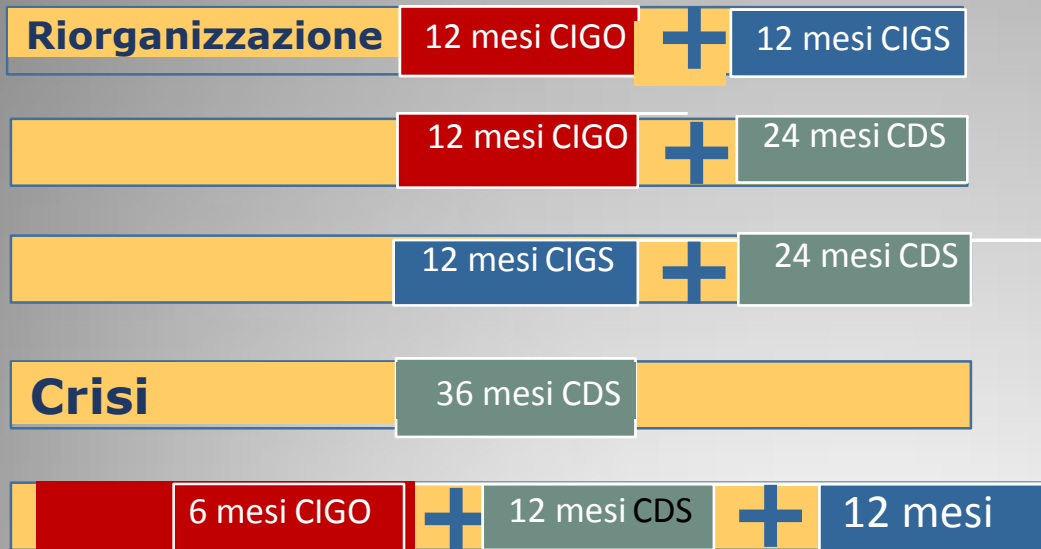 Riorganizzazione 12 mesi CIGO + 12 mesi CIGS
12 mesi CIGO + 24 mesi CDS
12 mesi CIGS + 24 mesi CDS
Crisi 36 mesi CDS
6 mesi CIGO + 12 mesi CDS + 12 mesi